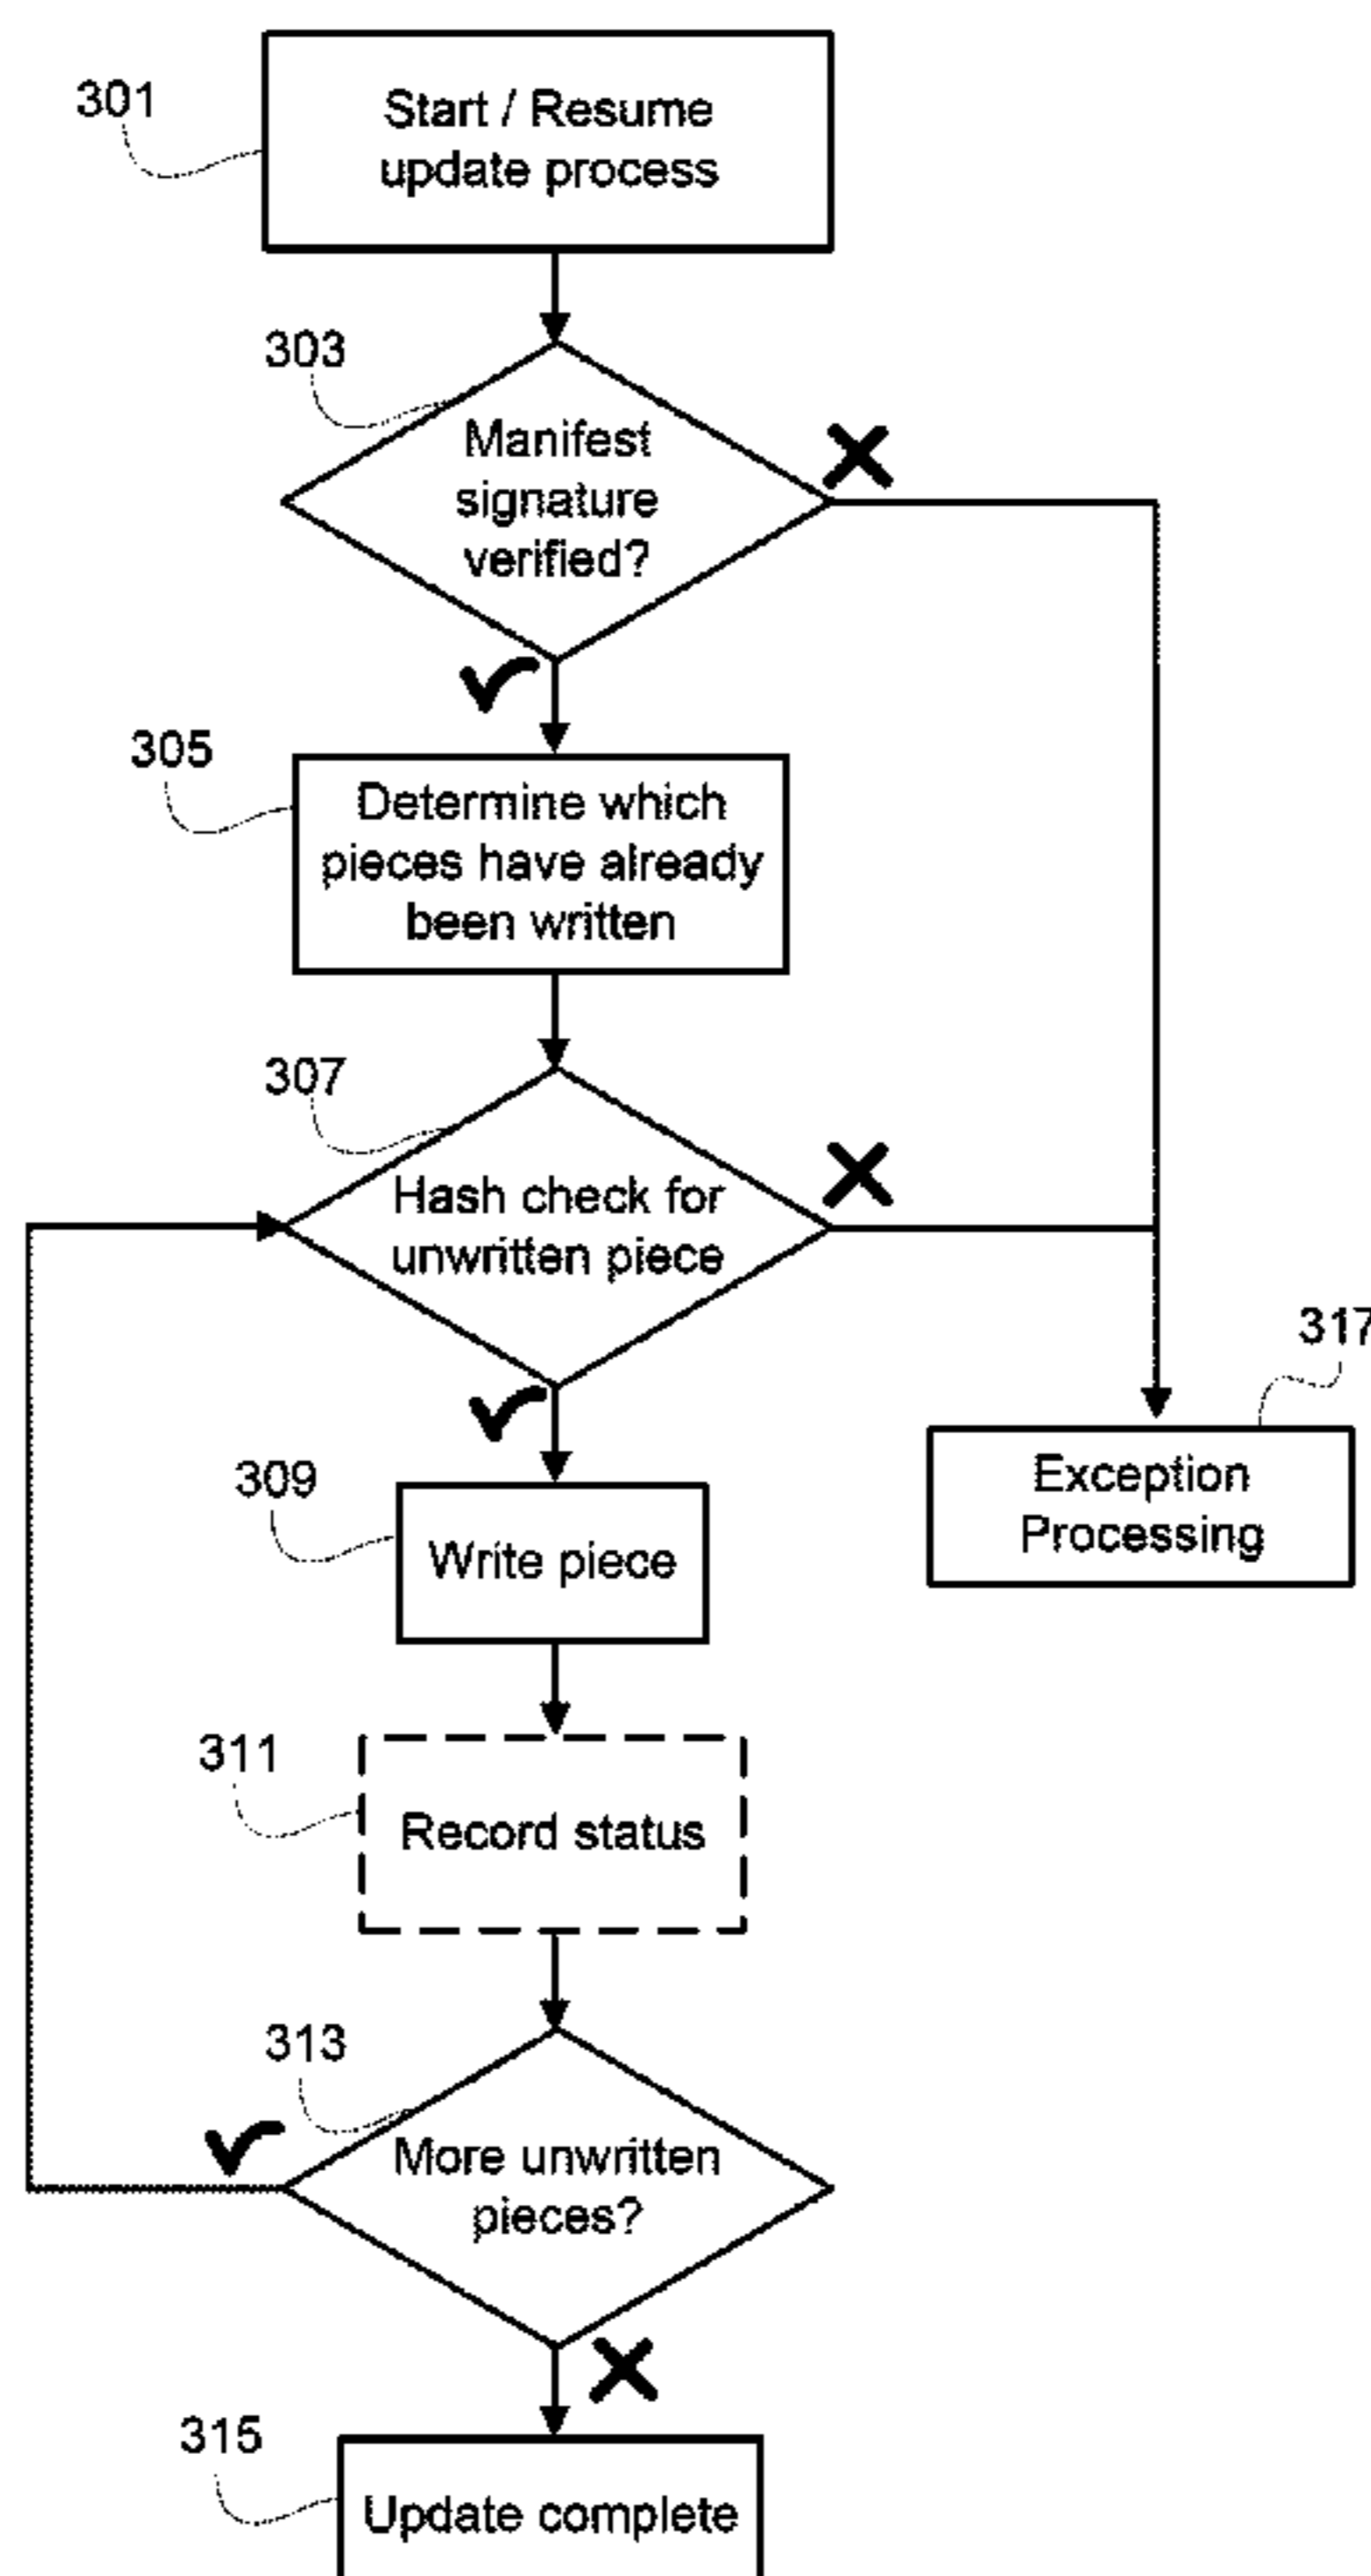 301
Start / Resume
update process
303
Manifest
signature
verified?
305
Determine which
pieces have already
been written
307
Hash check for
unwritten piece
317
309
Write piece
Exception
Processing
311
Record status
313
More unwritten
pieces?
315
Update complete